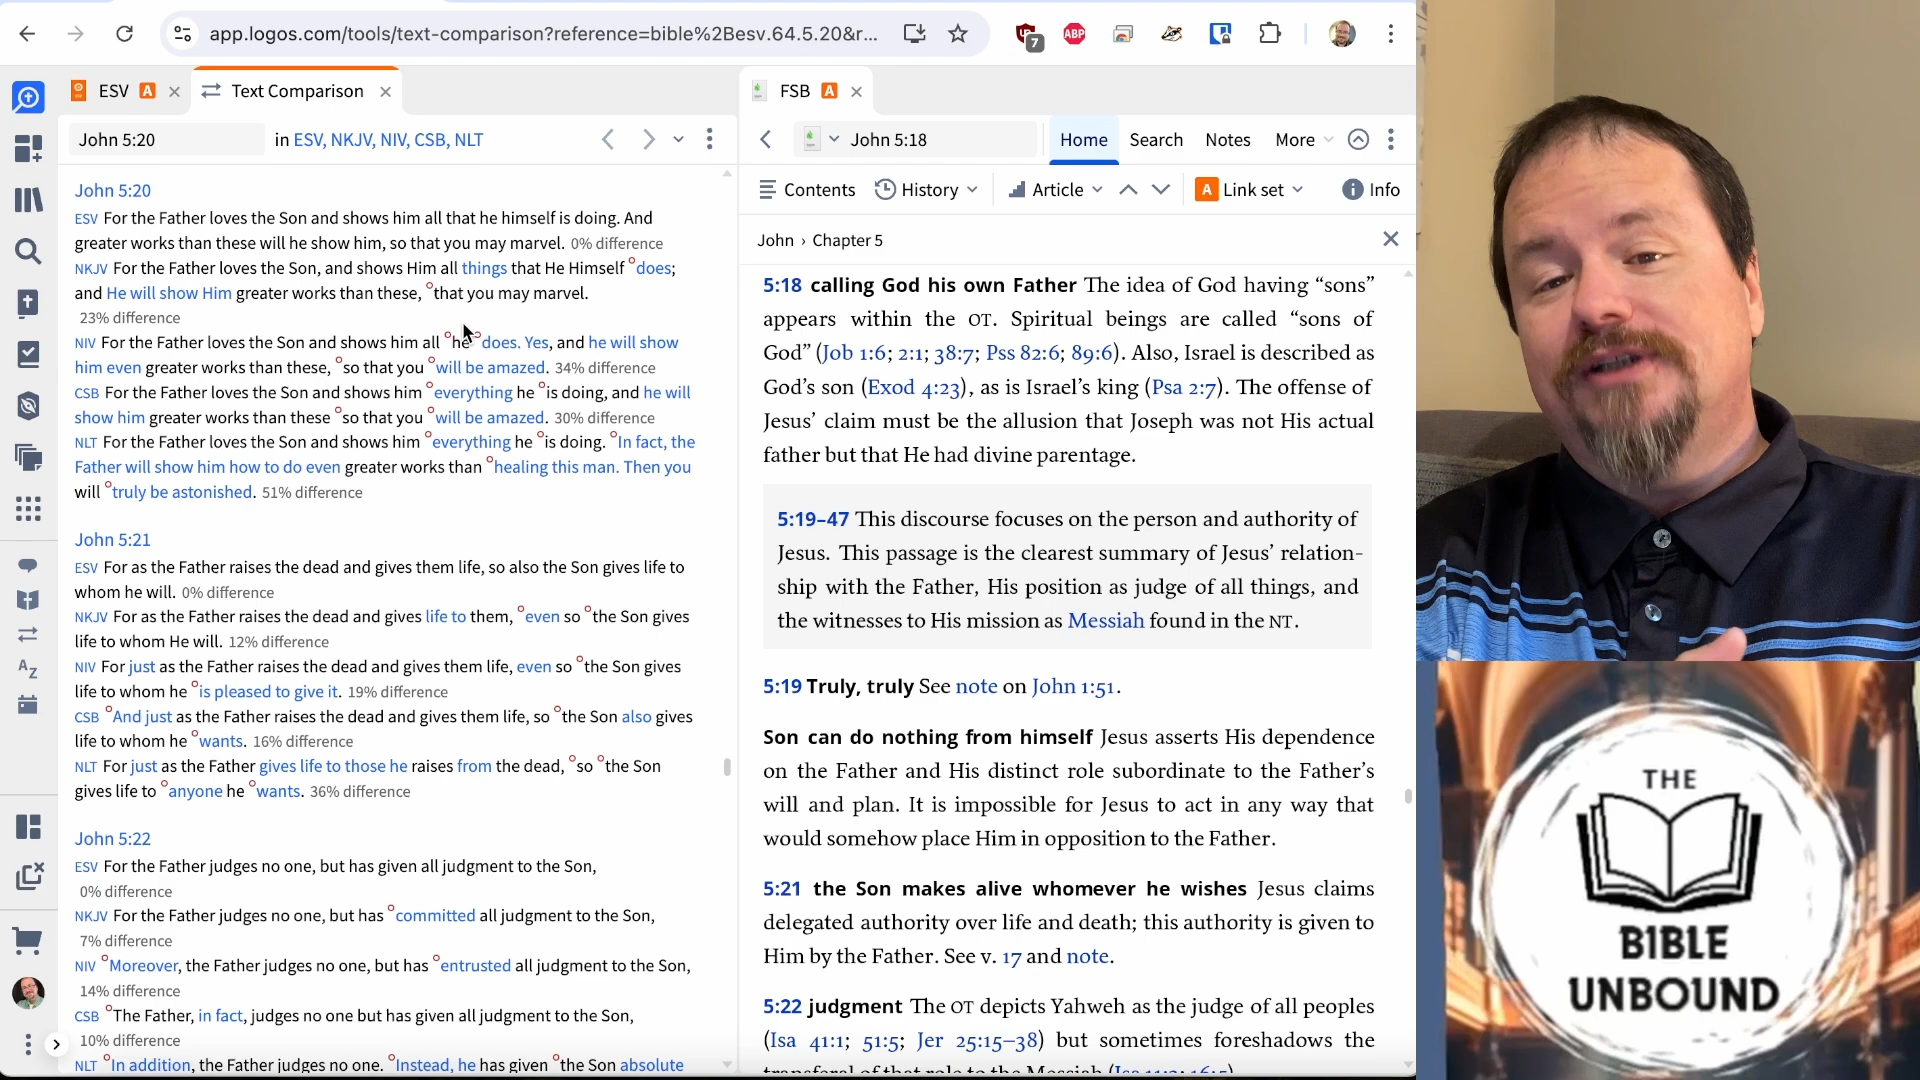 app.logos.com/tools/text-comparison?reference=bible%2Besv.64.5.20&r...
7
ABP
ESV A
Text Comparison
John 5:20
in ESV, NKJV, NIV, CSB, NLT
John 5:20
ESV For the Father loves the Son and shows him all that he himself is doing. And
greater works than these will he show him, so that you may marvel. 0% difference
NKJV For the Father loves the Son, and shows Him all things that He Himself °does;
and He will show Him greater works than these, °that you may marvel.
23% difference
NIV For the Father loves the Son and shows him all °he °does. Yes, and he will show
him even greater works than these, °so that you °will be amazed. 34% difference
CSB For the Father loves the Son and shows him °everything he °is doing, and he will
show him greater works than these °so that you °will be amazed. 30% difference
NLT For the Father loves the Son and shows him °everything he °is doing. °In fact, the
Father will show him how to do even greater works than °healing this man. Then you
will °truly be astonished. 51% difference
John 5:21
ESV For as the Father raises the dead and gives them life, so also the Son gives life to
whom he will. 0% difference
NKJV For as the Father raises the dead and gives life to them, °even so °the Son gives
life to whom He will. 12% difference
NIV For just as the Father raises the dead and gives them life, even so °the Son gives
life to whom he °is pleased to give it. 19% difference
CSB °And just as the Father raises the dead and gives them life, so °the Son also gives
life to whom he °wants. 16% difference
NLT For just as the Father gives life to those he raises from the dead, °so °the Son
gives life to °anyone he °wants. 36% difference
John 5:22
ESV For the Father judges no one, but has given all judgment to the Son,
0% difference
NKJV For the Father judges no one, but has °committed all judgment to the Son,
7% difference
NIV °Moreover, the Father judges no one, but has °entrusted all judgment to the Son,
14% difference
CSB °The Father, in fact, judges no one but has given all judgment to the Son,
10% difference
NLT °In addition, the Father judges no one. °Instead, he has given °the Son absolute
AZ
FSB A
John 5:18
Home
Search
Notes
More
Contents
History
Article
A Link set
Info
John › Chapter 5
5:18 calling God his own Father The idea of God having “sons”
appears within the OT. Spiritual beings are called “sons of
God” (Job 1:6; 2:1; 38:7; Pss 82:6; 89:6). Also, Israel is described as
God’s son (Exod 4:23), as is Israel’s king (Psa 2:7). The offense of
Jesus’ claim must be the allusion that Joseph was not His actual
father but that He had divine parentage.
5:19–47 This discourse focuses on the person and authority of
Jesus. This passage is the clearest summary of Jesus’ relation-
ship with the Father, His position as judge of all things, and
the witnesses to His mission as Messiah found in the NT.
5:19 Truly, truly See note on John 1:51.
Son can do nothing from himself Jesus asserts His dependence
on the Father and His distinct role subordinate to the Father’s
will and plan. It is impossible for Jesus to act in any way that
would somehow place Him in opposition to the Father.
5:21 the Son makes alive whomever he wishes Jesus claims
delegated authority over life and death; this authority is given to
Him by the Father. See v. 17 and note.
5:22 judgment The OT depicts Yahweh as the judge of all peoples
(Isa 41:1; 51:5; Jer 25:15–38) but sometimes foreshadows the
transferal of that role to the Messiah
THE
BIBLE
UNBOUND